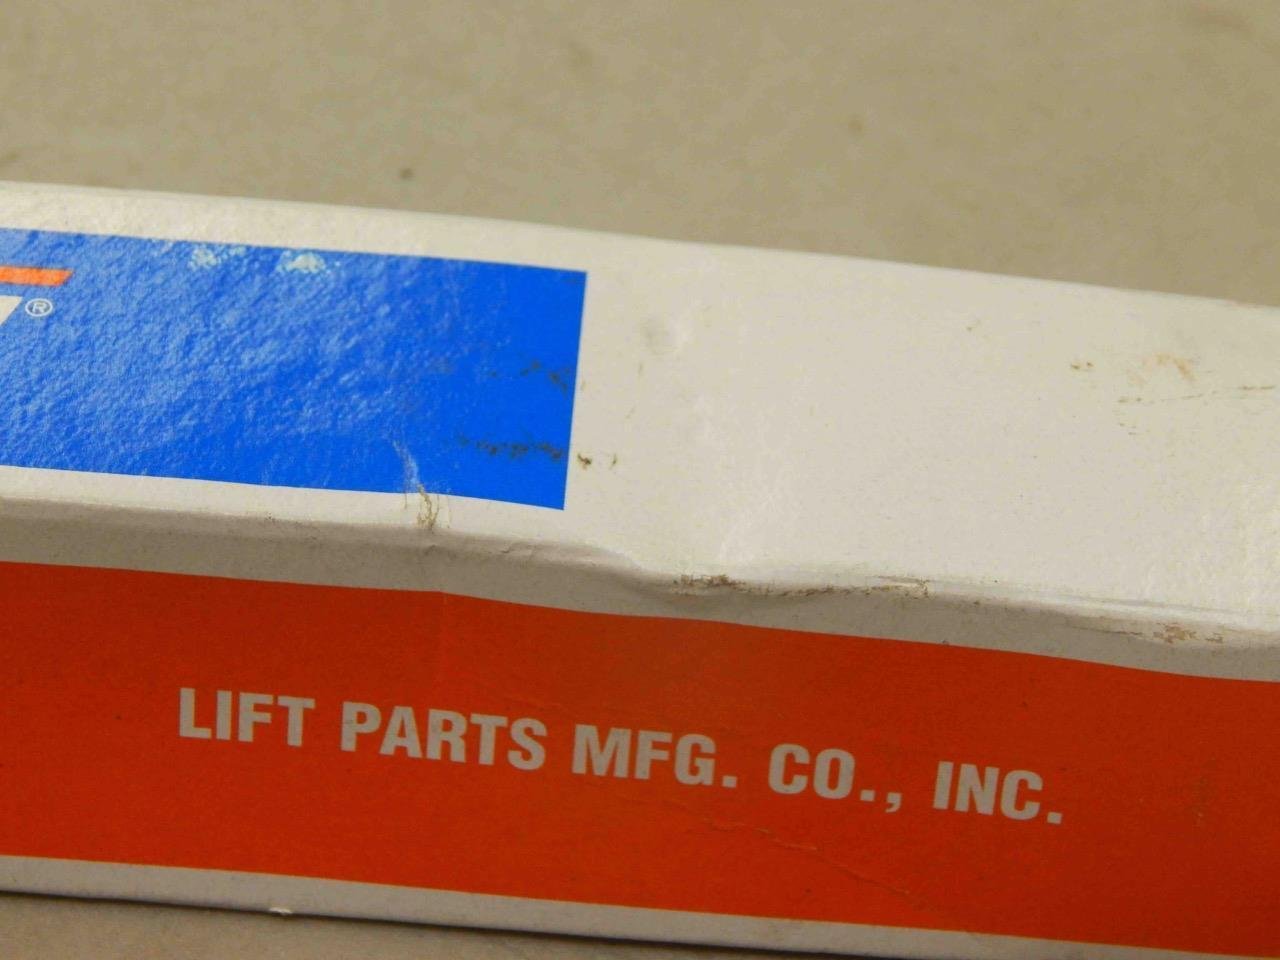 ®
LIFT PARTS MFG. CO., INC.